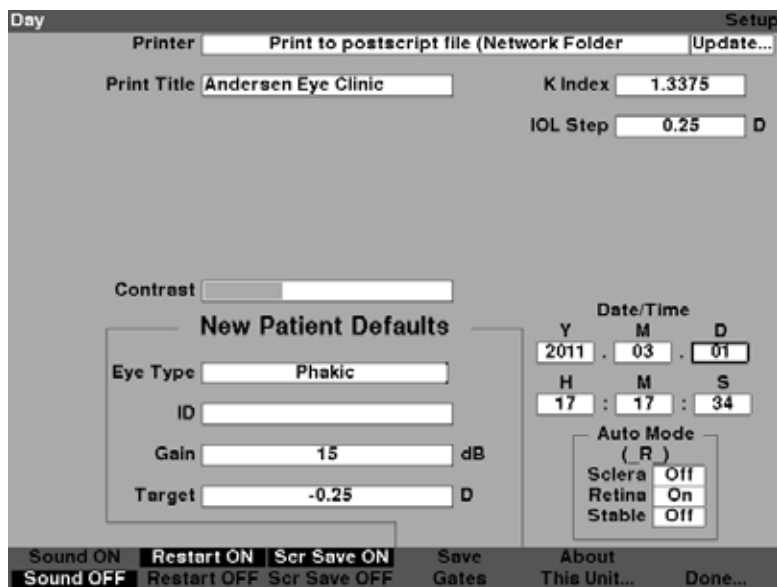 Day Setup
Printer Print to postscript file (Network Folder Update...
Print Title Andersen Eye Clinic K Index 1.3375
IOL Step 0.25 D
Contrast
New Patient Defaults
Date/Time
Y M D
2011 . 03 . 01
Eye Type Phakic
H M S
17 : 17 : 34
ID
Auto Mode
(_R_)
Gain 15 dB
Sclera Off
Retina On
Target -0.25 D
Stable Off
Sound ON Restart ON Scr Save ON Save About
Sound OFF Restart OFF Scr Save OFF Gates This Unit... Done...